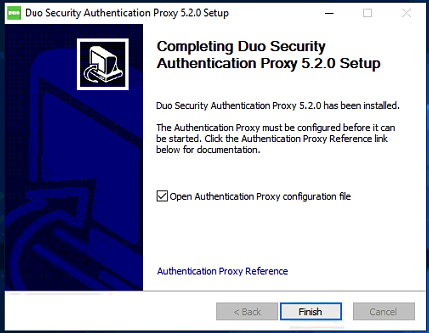 Duo Security Authentication Proxy 5.2.0 Setup
Completing Duo Security
Authentication Proxy 5.2.0 Setup
Duo Security Authentication Proxy 5.2.0 has been installed.
The Authentication Proxy must be configured before it can
be started. Click the Authentication Proxy Reference link
below for documentation.
Open Authentication Proxy configuration file
Authentication Proxy Reference
< Back
Finish
Cancel